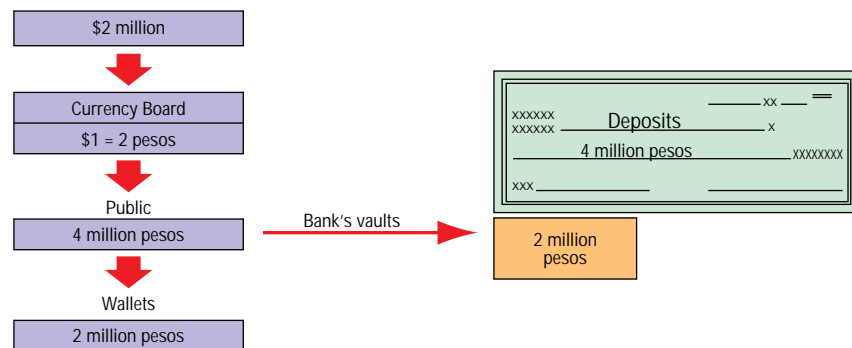 $2 million
Currency Board
$1 = 2 pesos
Public
4 million pesos
Wallets
2 million pesos
Bank's vaults
xx
xxxxxx
xxxxxx
Deposits
x
4 million pesos
xxxxxxxx
xxx
2 million
pesos